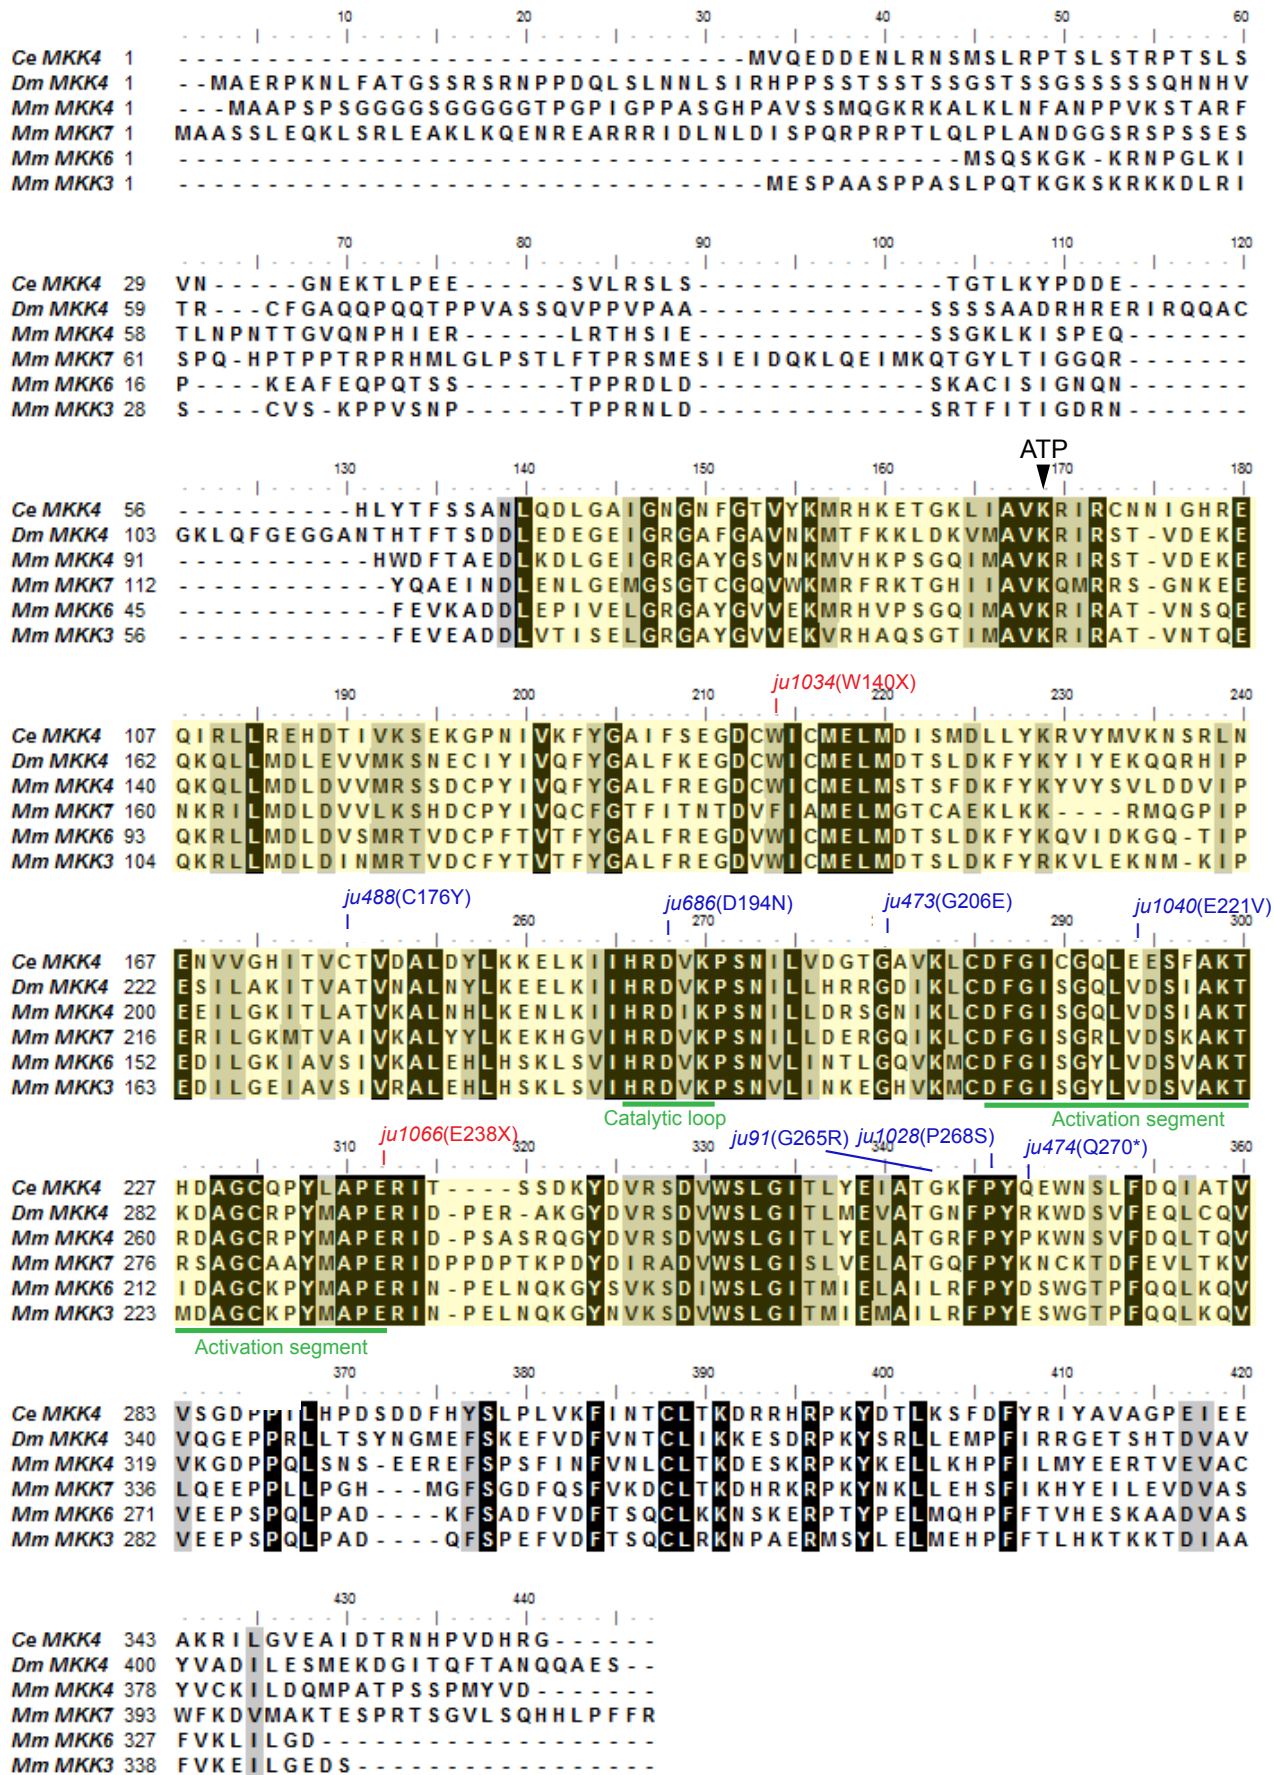 10 20 30 40 50 60
Ce MKK4 1 --------------------------------MVQEDDENLRNSMSLRPTSLSTRPTSLS
Dm MKK4 1 --MAERPKNLFATGSSRSRNPPDQLSLNNLSIRHPPSSTSSTSSGTSSGSSSSSQHNHV
Mm MKK4 1 ---MAAPSPSGGGGSGGGGGTPGPIGPPASGHPAVSSMQGKRKALKLNFANPPVKSTARF
Mm MKK7 1 MAASSLEQKLSRLEAKLKQENREARRRIDLNLDISPQRPRPTLQLPLANDGGSRSPSSES
Mm MKK6 1 --------------------------------------------MSQSKGK-KRNPGLKI
Mm MKK3 1 ---------------------------------MESPAASPPASLPQTKGKSKRKKDLRI
70 80 90 100 110 120
Ce MKK4 29 VN-----GNEKTLPEE------SVLRSLS--------------TGTLKYPDDE-------
Dm MKK4 59 TR---CFGAQQPQQTPPVASSQVPPVPAA-------------SSSSAADRHRERIRQQAC
Mm MKK4 58 TLNPNTTGVQNPHIER------LRTHSIE-------------SSGKLKISPEQ-------
Mm MKK7 61 SPQ-HPTPPTRPRHMLGLPSTLFTPRSMESIEIDQKLQEIMKQTGYLTIGGQR-------
Mm MKK6 16 P----KEAFEQPQTSS------TPPRDLD-------------SKACISIGNQN-------
Mm MKK3 28 S----CVS-KPPVSNP------TPPRNLD-------------SRTFITIGDRN-------
ATP
130 140 150 160 170 180
Ce MKK4 56 ----------HLYTFSSANLQDLGAIGNGNFGTVYKMRHKETGKLIAVKRIRCNNIGHRE
Dm MKK4 103 GKLQFGEGGANTHTFTSDDLEDEGEIGRGAFGAVNKMTFKKLDKVMAVKRIRST-VDEKE
Mm MKK4 91 -----------HWDFTAEDLKDLGEIGRGAYGSVNKMVHKPSGQIMAVKRIRST-VDEKE
Mm MKK7 112 ------------YQAEINDLENLGEMGSGTCGQVWKMRFRKTGHIIAVKQMRRS-GNKEE
Mm MKK6 45 ------------FEVKADDLEPIVELGRGAYGVVEKMRHVPSGQIMAVKRIRAT-VNSQE
Mm MKK3 56 ------------FEVEADDLVTISELGRGAYGVVEKVRHAQSGTIMAVKRIRAT-VNTQE
ju1034(W140X)
190 200 210 220 230 240
Ce MKK4 107 QIRLLREHDTIVKSEKGPNIVKFYGAIFSEGDCWICMELMDISMDLLYKRVYMVKNSRLN
Dm MKK4 162 QKQLLMDLEVVMKSNECIYIVQFYGALFKEGDCWICMELMDTSLDKFYKYIYEKQQRHIP
Mm MKK4 140 QKQLLMDLDVVMRSSDCPYIVQFYGALFREGDCWICMELMSTSFDKFYKYVYSVLDDVIP
Mm MKK7 160 NKRILMDLDVVLKSHDCPYIVQCFGTFITNTDVFIAMELMGTCAEKLKK----RMQGPIP
Mm MKK6 93 QKRLLMDLDVSMRTVDCPFTVTFYGALFREGDVWICMELMDTSLDKFYKQVIDKGQ-TIP
Mm MKK3 104 QKRLLMDLDINMRTVDCFYTVTFYGALFREGDVWICMELMDTSLDKFYRKVLEKNM-KIP
ju488(C176Y) ju686(D194N) ju473(G206E) ju1040(E221V)
260 270 290 300
Ce MKK4 167 ENVVGHITVCTVDALDYLKKELKIIHRDVKPSNILVDGTGAVKLCDFGICGQLEESFAKT
Dm MKK4 222 ESILAKITVATVNALNYLKEELKIIHRDVKPSNILLHRRGDIKLCDFGISGQLVDSIAKT
Mm MKK4 200 EEILGKITLATVKALNHLKENLKIIHRDIKPSNILLDRSGNIKLCDFGISGQLVDSIAKT
Mm MKK7 216 ERILGKMTVAIVKALYYLKEKHGVIHRDVKPSNILLDERGQIKLCDFGISGRLVDSKAKT
Mm MKK6 152 EDILGKIAVSIVKALEHLHSKLSVIHRDVKPSNVLINTLGQVKMCDFGISGYLVDSVAKT
Mm MKK3 163 EDILGEIAVSIVRALEHLHSKLSVIHRDVKPSNVLINKEGHVKMCDFGISGYLVDSVAKT
Catalytic loop Activation segment
ju1066(E238X) ju91(G265R) ju1028(P268S) ju474(Q270*)
310 320 330 340 350 360
Ce MKK4 227 HDAGCQPYLAPERIT----SSDKYDVRSDVWSLGITLYEIATGKFPYQEWNSLFDQIATV
Dm MKK4 282 KDAGCRPYMAPERID-PER-AKGYDVRSDVWSLGITLMEVATGNFPYRKWDSVFEQLCQV
Mm MKK4 260 RDAGCRPYMAPERID-PSASRQGYDVRSDVWSLGITLYELATGRFPYPKWNSVFDQLTQV
Mm MKK7 276 RSAGCAAYMAPERIDPPDPTKPDYDIRADVWSLGISLVELATGQFPYKNCKTDFEVLTKV
Mm MKK6 212 IDAGCKPYMAPERIN-PELNQKGYSVKSDIWSLGITMIELAILRFPYDSWGTPFQQLKQV
Mm MKK3 223 MDAGCKPYMAPERIN-PELNQKGYNVKSDVWSLGITMIEMAILRFPYESWGTPFQQLKQV
Activation segment
370 380 390 400 410 420
Ce MKK4 283 VSGDPPILHPDSDDFHYSLPLVKFINTCLTKDRRHRPKYDTLKSFDFYRIYAVAGPEIEE
Dm MKK4 340 VQGEPPRLLTSYNGMEFSKEFVDFVNTCLIKKESDRPKYSRLLEMPFIRRGETSHTDVAV
Mm MKK4 319 VKGDPPQLSNS-EEREFSPSFINFVNLCLTKDESKRPKYKELLKHPFILMYEERTVEVAC
Mm MKK7 336 LQEEPPLLPGH---MGFSGDFQSFVKDCLTKDHRKRPKYNKLLEHSFIKHYEILEVDVAS
Mm MKK6 271 VEEPSPQLPAD----KFSADFVDFTSQCLKKNSKERPTYPELMQHPFFTVHESKAADVAS
Mm MKK3 282 VEEPSPQLPAD----QFSPEFVDFTSQCLRKNPAERMSYLELMEHPFFTLHKTKKTDIAA
430 440
Ce MKK4 343 AKRILGVEAIDTRNHPVDHRG------
Dm MKK4 400 YVADILESMEKDGITQFTANQQAES--
Mm MKK4 378 YVCKILDQMPATPSSPMYVD-------
Mm MKK7 393 WFKDVMAKTESPRTSGVLSQHHLPFFR
Mm MKK6 327 FVKLILGD-------------------
Mm MKK3 338 FVKEILGEDS-----------------